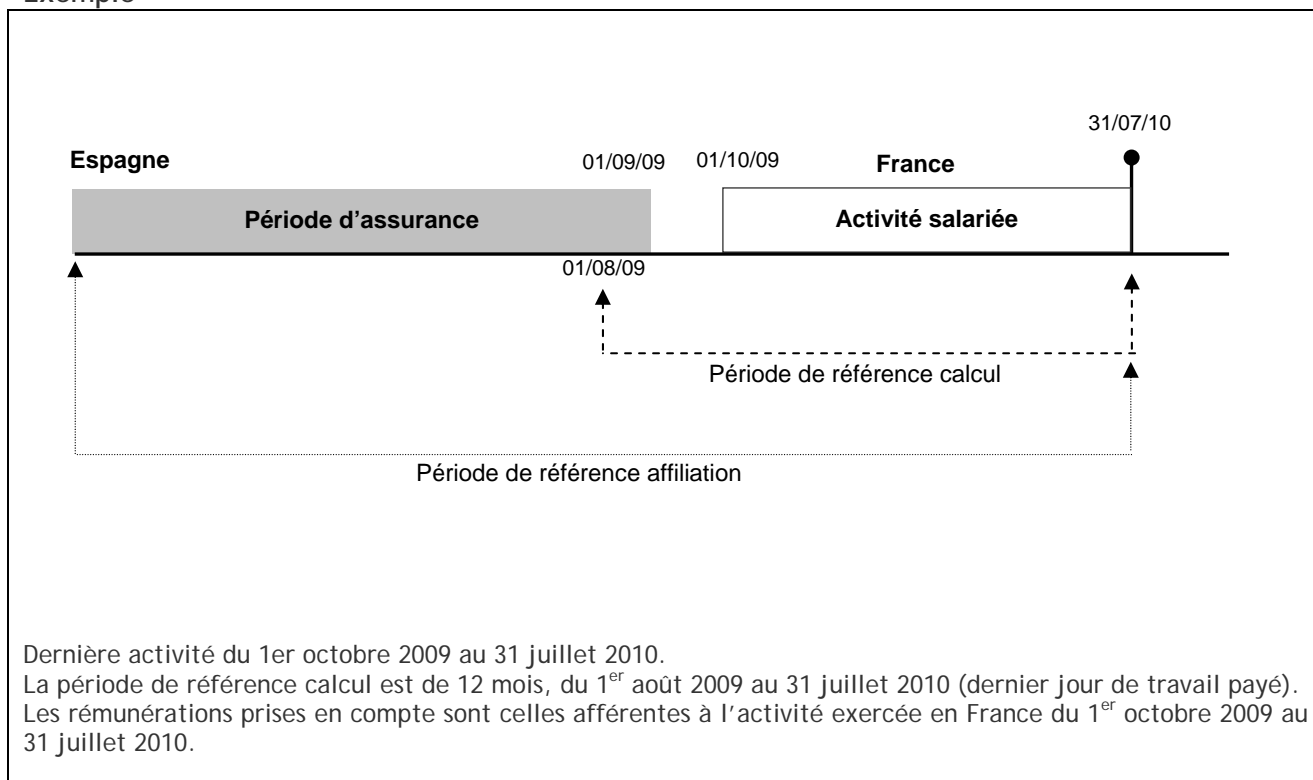 Exemple
31/07/10
Espagne 01/09/09 01/10/09 France
Période d'assurance Activité salariée
01/08/09
Période de référence calcul
Période de référence affiliation
Dernière activité du 1er octobre 2009 au 31 juillet 2010.
La période de référence calcul est de 12 mois, du 1er août 2009 au 31 juillet 2010 (dernier jour de travail payé).
Les rémunérations prises en compte sont celles afférentes à l'activité exercée en France du 1er octobre 2009 au
31 juillet 2010.